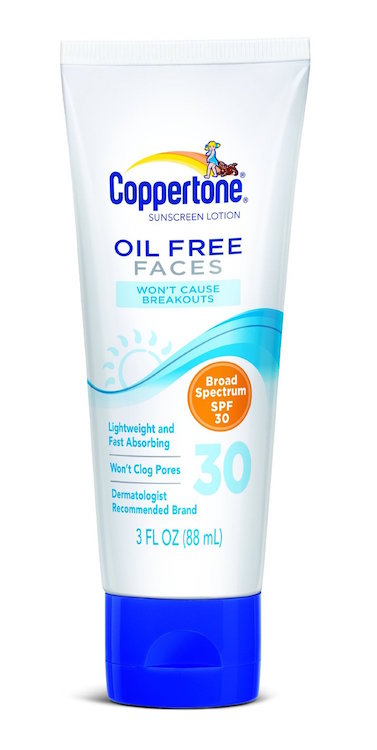 Coppertone®
SUNSCREEN LOTION
OIL FREE
FACES
WON'T CAUSE
BREAKOUTS
Broad
Spectrum
SPF
30
Lightweight and
Fast Absorbing
Won't Clog Pores
30
Dermatologist
Recommended Brand
3 FL OZ (88 mL)